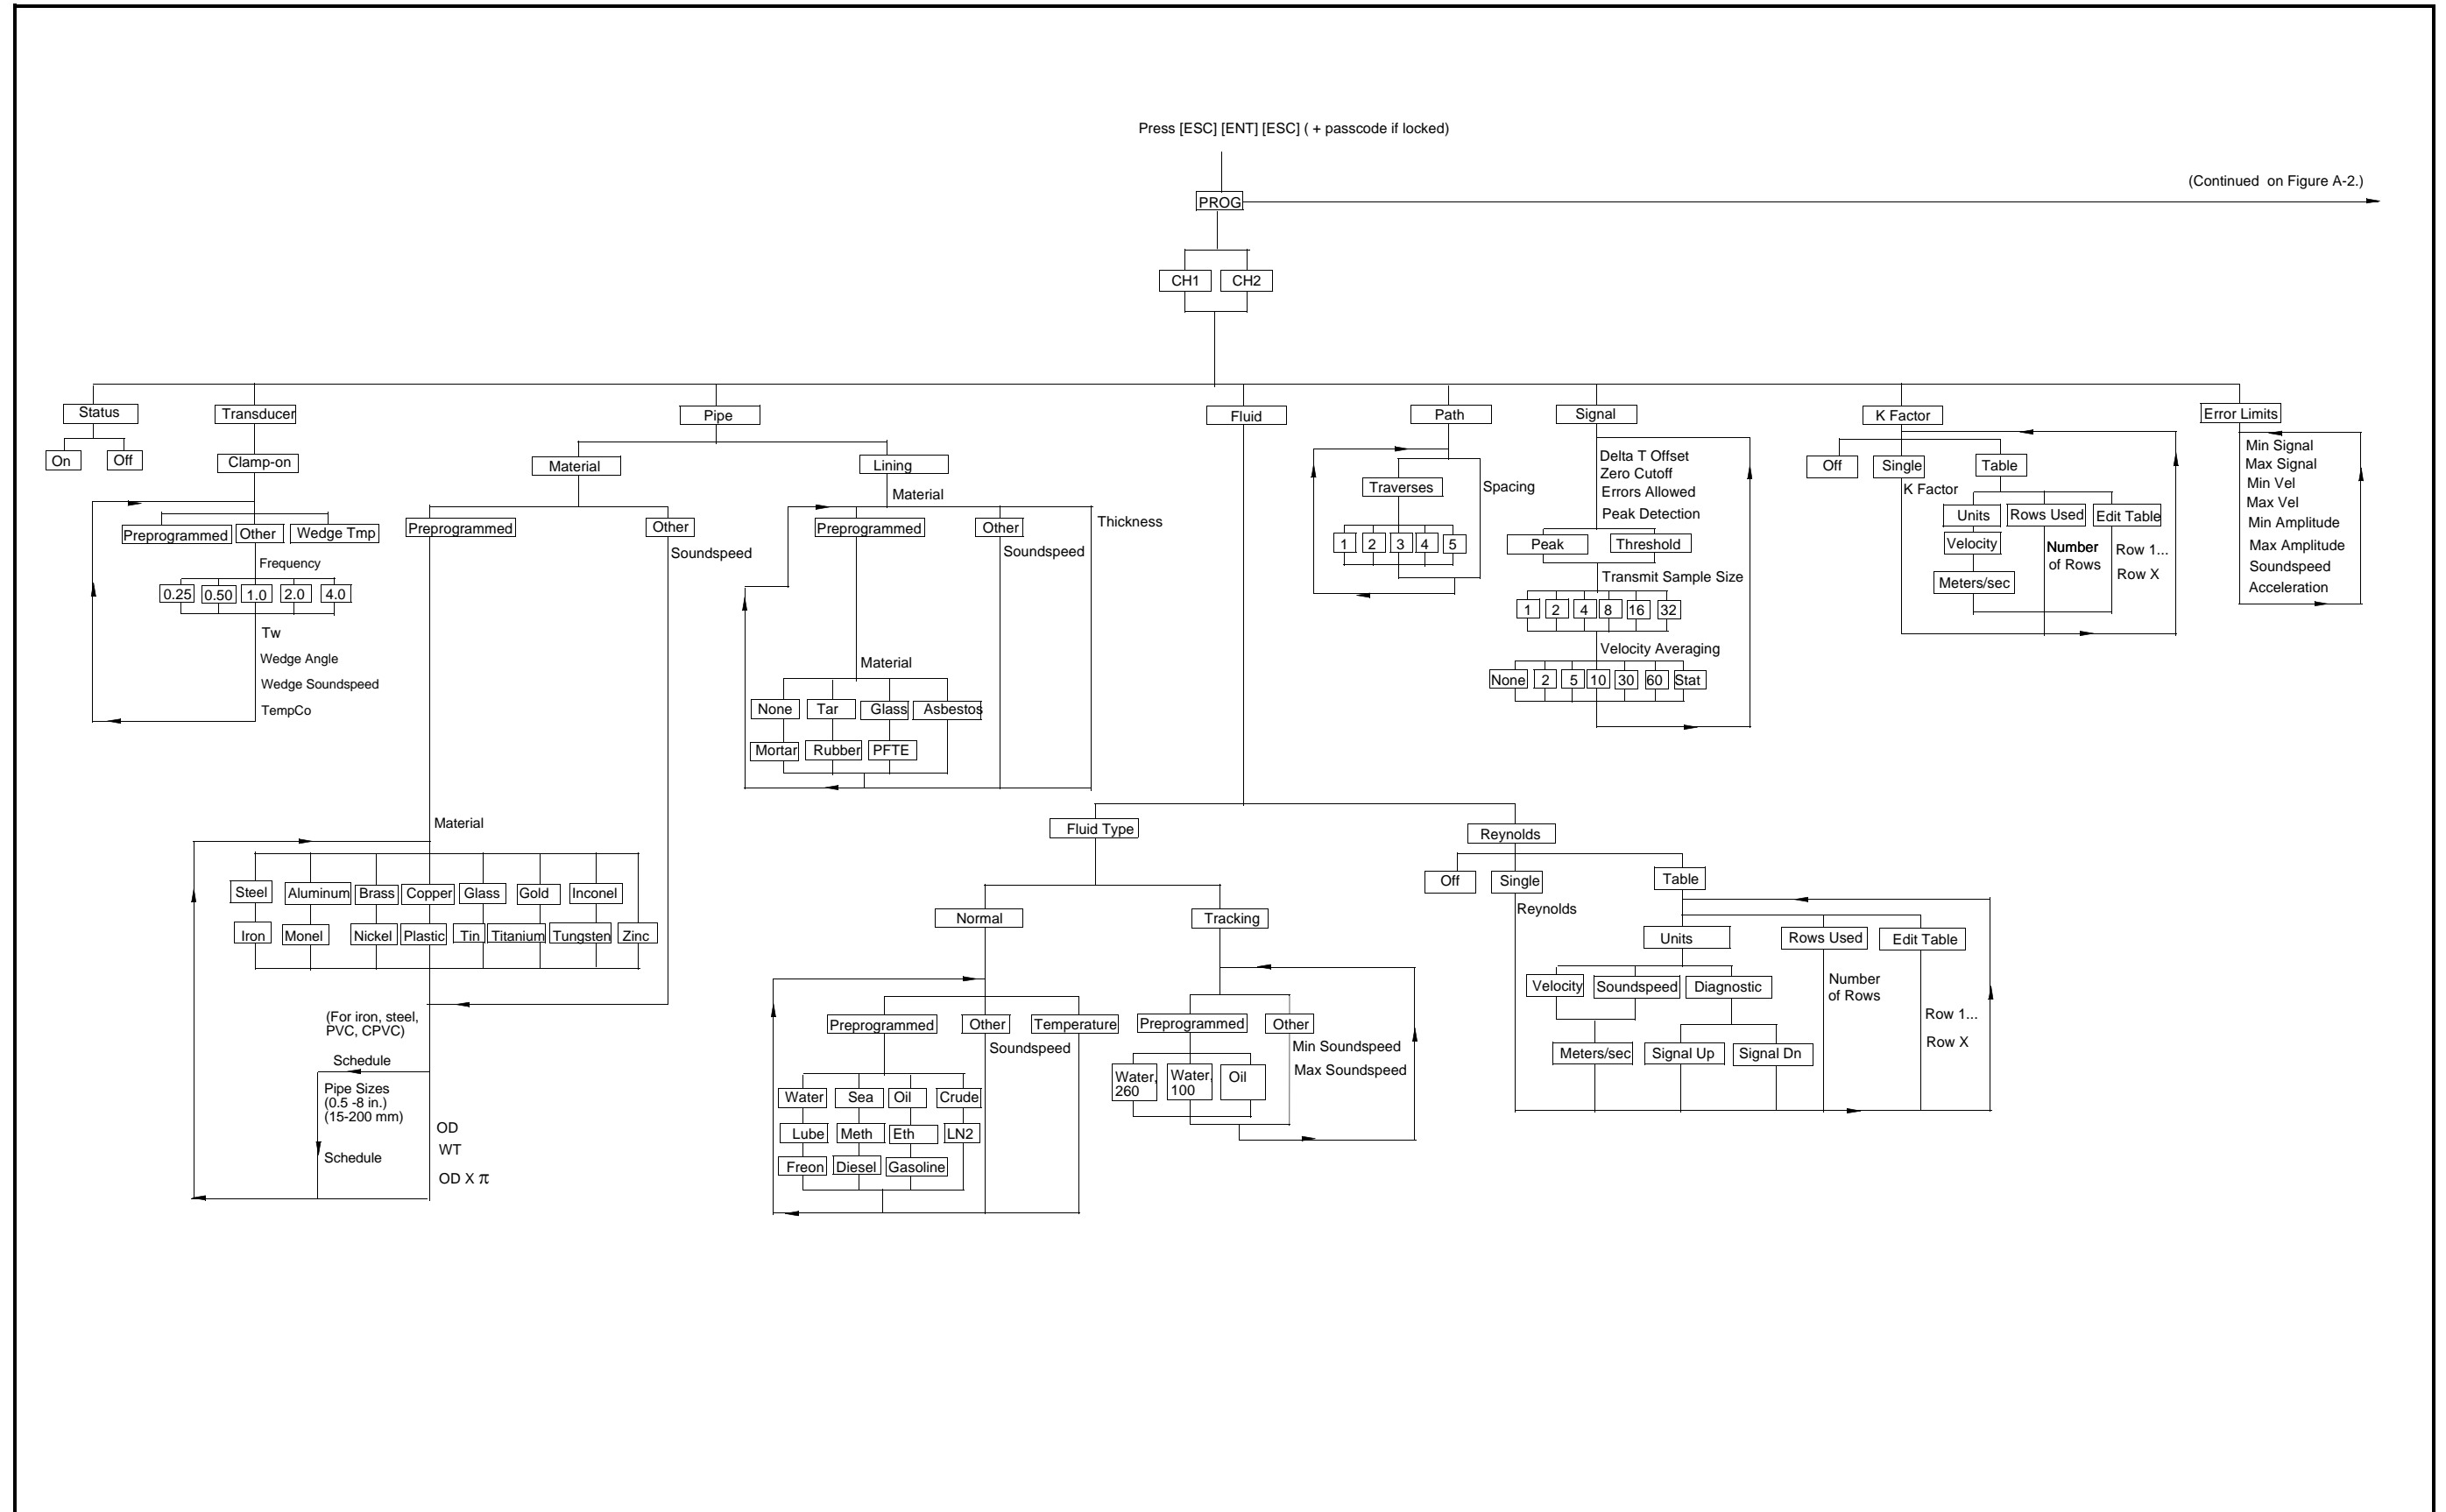 Press [ESC] [ENT] [ESC] ( + passcode if locked)
(Continued on Figure A-2.)
PROG
CH1
CH2
Status
Transducer
Pipe
Fluid
Path
Signal
K Factor
Error Limits
On
Off
Clamp-on
Preprogrammed
Other
Wedge Tmp
Frequency
0.25
0.50
1.0
2.0
4.0
Tw
Wedge Angle
Wedge Soundspeed
TempCo
Material
Lining
Preprogrammed
Other
Soundspeed
Material
Steel
Aluminum
Brass
Copper
Glass
Gold
Inconel
Iron
Monel
Nickel
Plastic
Tin
Titanium
Tungsten
Zinc
(For iron, steel,
PVC, CPVC)
Schedule
Pipe Sizes
(0.5 -8 in.)
(15-200 mm)
Schedule
OD
WT
OD X π
Material
Preprogrammed
Other
Thickness
Soundspeed
Material
None
Tar
Glass
Asbestos
Mortar
Rubber
PFTE
Fluid Type
Reynolds
Normal
Tracking
Preprogrammed
Other
Temperature
Soundspeed
Water
Sea
Oil
Crude
Lube
Meth
Eth
LN2
Freon
Diesel
Gasoline
Preprogrammed
Other
Min Soundspeed
Max Soundspeed
Water,
260
Water,
100
Oil
Off
Single
Table
Reynolds
Units
Rows Used
Edit Table
Velocity
Soundspeed
Diagnostic
Number
of Rows
Row 1...
Row X
Meters/sec
Signal Up
Signal Dn
Traverses
Spacing
1
2
3
4
5
Delta T Offset
Zero Cutoff
Errors Allowed
Peak Detection
Peak
Threshold
Transmit Sample Size
1
2
4
8
16
32
Velocity Averaging
None
2
5
10
30
60
Stat
Off
Single
Table
K Factor
Units
Rows Used
Edit Table
Velocity
Number
of Rows
Row 1...
Row X
Meters/sec
Min Signal
Max Signal
Min Vel
Max Vel
Min Amplitude
Max Amplitude
Soundspeed
Acceleration